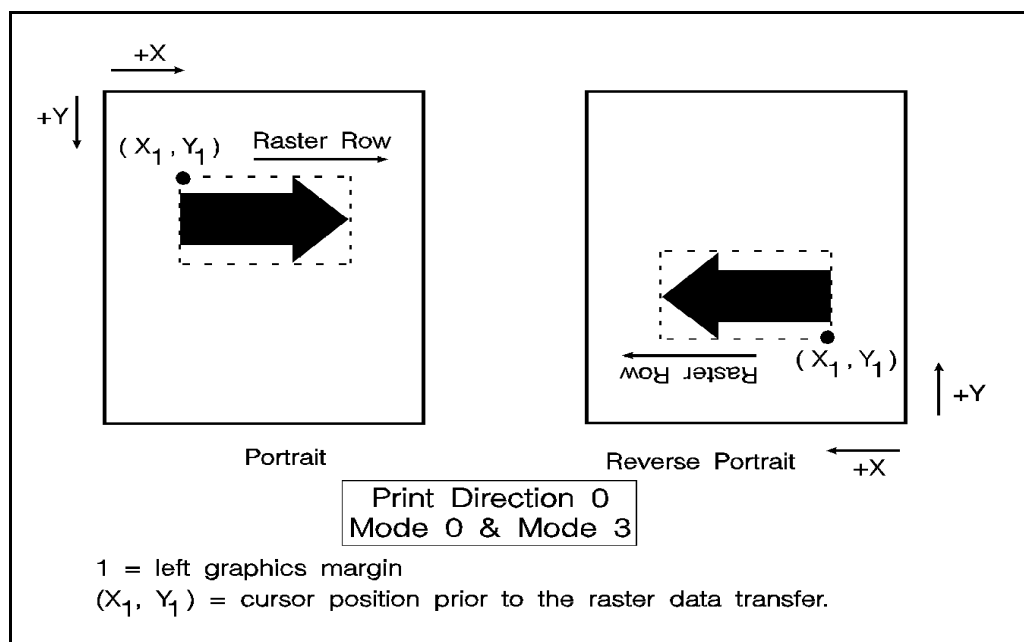 +X
+Y
(X1, Y1)
Raster Row
Portrait
(X1, Y1)
Raster Row
+Y
+X
Reverse Portrait
Print Direction 0
Mode 0 & Mode 3
1 = left graphics margin
(X1, Y1) = cursor position prior to the raster data transfer.